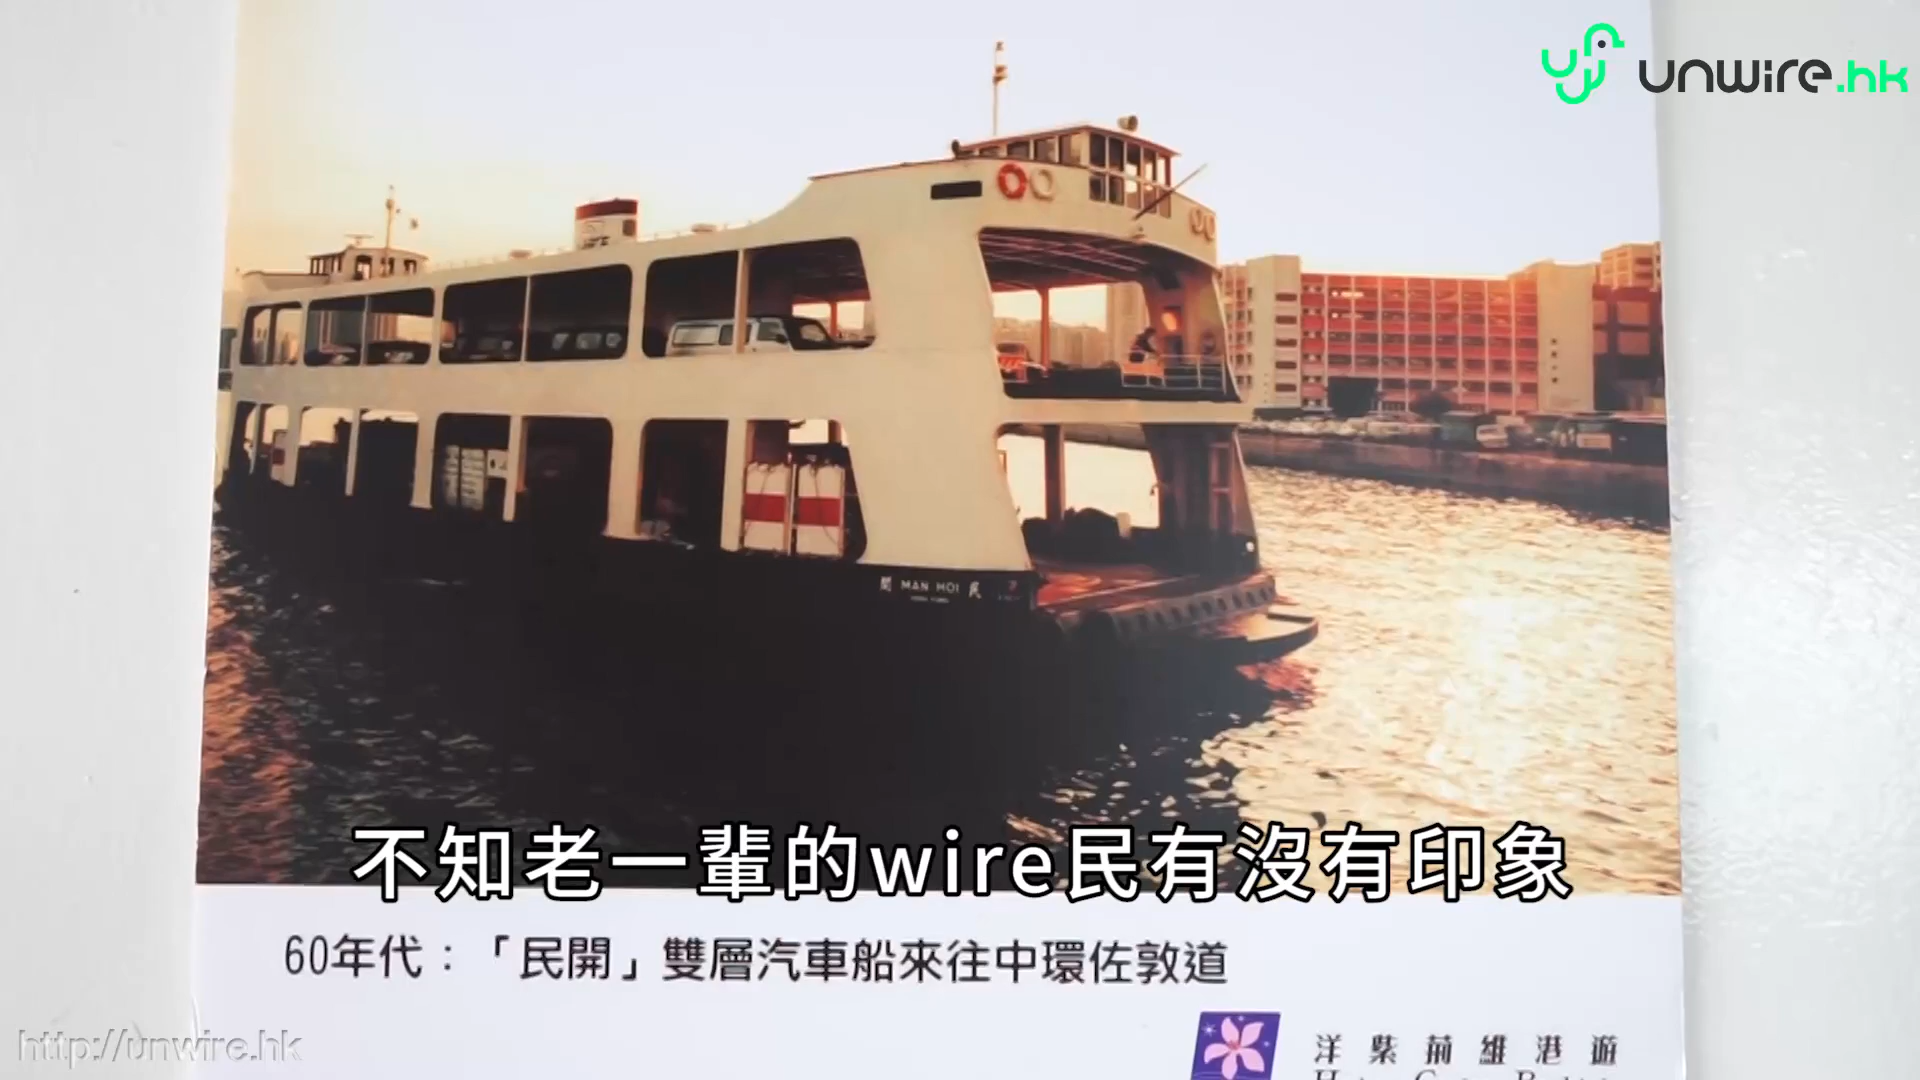 unwire.hk
開 MAN HOI 民
不知老一輩的wire民有沒有印象
60年代：「民開」雙層汽車船來往中環佐敦道
洋紫荊維港遊
http://unwire.hk